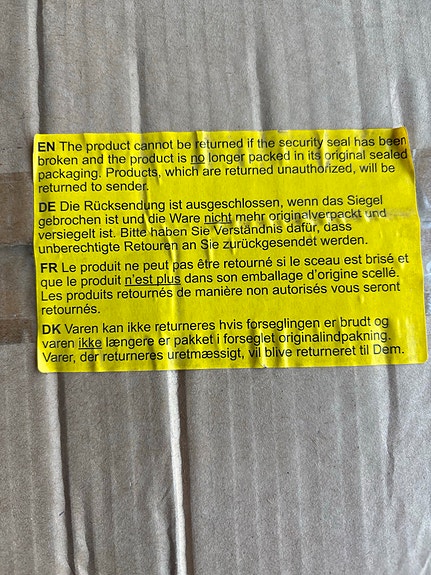 EN The product cannot be returned if the security seal has been
broken and the product is no longer packed in its original sealed
packaging. Products, which are returned unauthorized, will be
returned to sender.
DE Die Rücksendung ist ausgeschlossen, wenn das Siegel
gebrochen ist und die Ware nicht mehr originalverpackt und
versiegelt ist. Bitte haben Sie Verständnis dafür, dass
unberechtigte Retouren an Sie zurückgesendet werden.
FR Le produit ne peut pas être retourné si le sceau est brisé et
que le produit n'est plus dans son emballage d'origine scellé.
Les produits retournés de manière non autorisés vous seront
retournés.
DK Varen kan ikke returneres hvis forseglingen er brudt og
varen ikke længere er pakket i forseglet originalindpakning.
Varer, der returneres uretmæssigt, vil blive returneret til Dem.